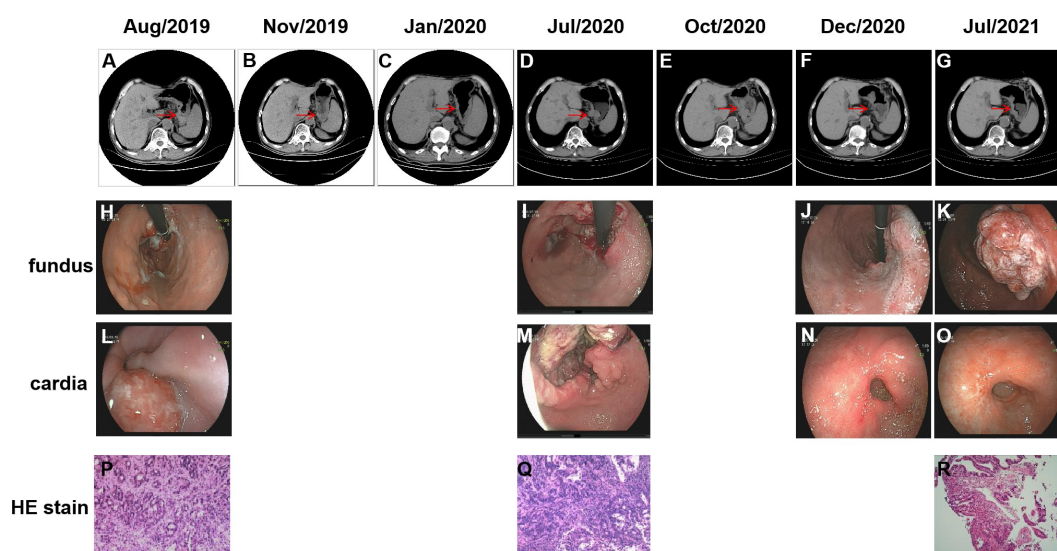 Aug/2019 Nov/2019 Jan/2020 Jul/2020 Oct/2020 Dec/2020 Jul/2021
A B C D E F G
fundus H I J K
cardia L M N O
HE stain P Q R